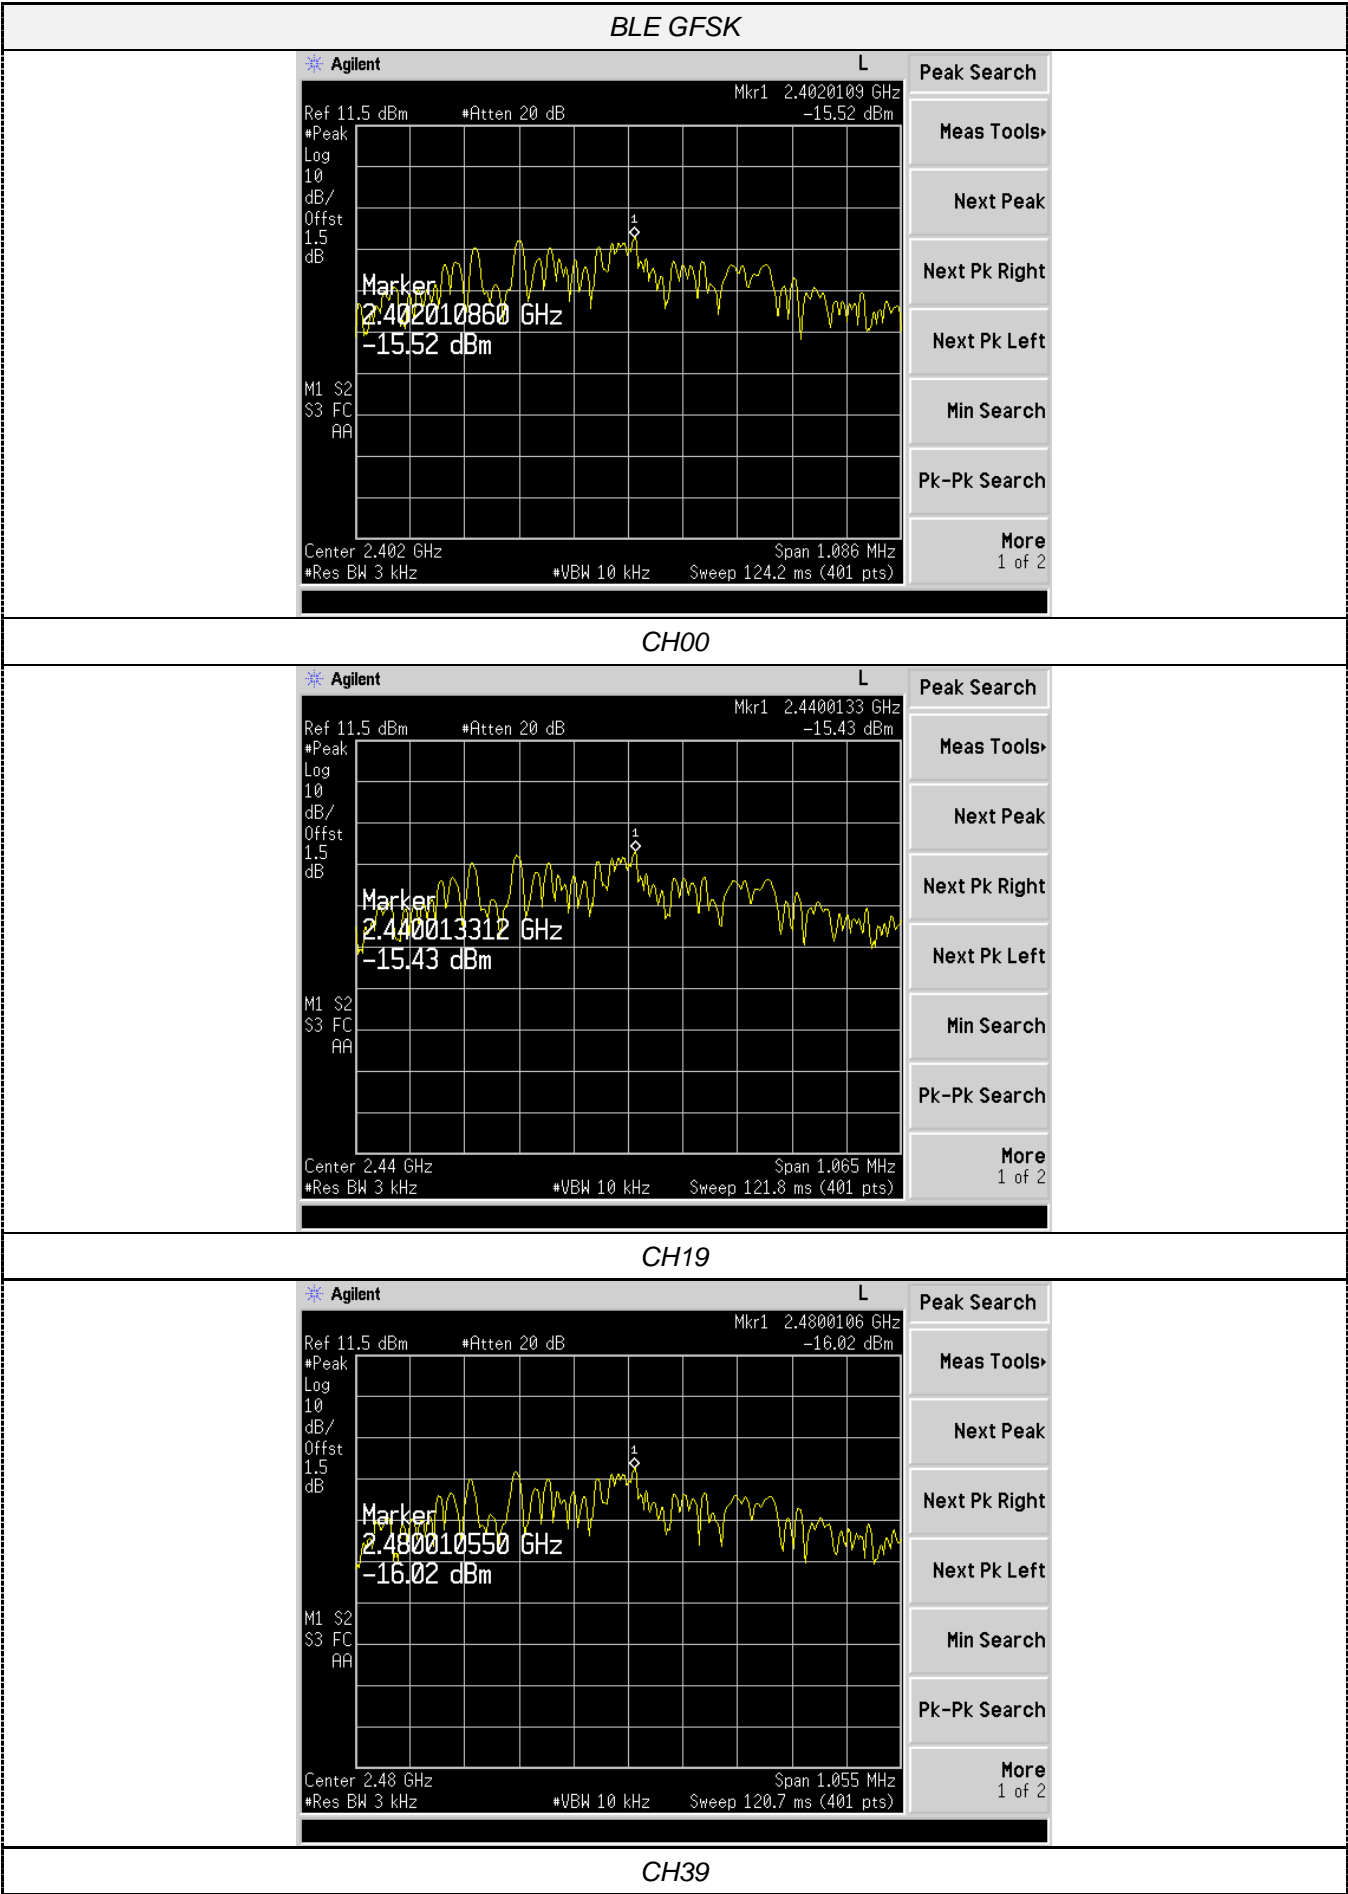 BLE GFSK
Agilent L Peak Search
Mkr1 2.4020109 GHz
Ref 11.5 dBm #Atten 20 dB -15.52 dBm
#Peak
Log
10
dB/
Offst
1.5
dB
1
Marker
2.402010860 GHz
-15.52 dBm
M1 S2
S3 FC
AA
Center 2.402 GHz Span 1.086 MHz
#Res BW 3 kHz #VBW 10 kHz Sweep 124.2 ms (401 pts)
Meas Tools
Next Peak
Next Pk Right
Next Pk Left
Min Search
Pk-Pk Search
More
1 of 2
CH00
Agilent L Peak Search
Mkr1 2.4400133 GHz
Ref 11.5 dBm #Atten 20 dB -15.43 dBm
#Peak
Log
10
dB/
Offst
1.5
dB
1
Marker
2.440013312 GHz
-15.43 dBm
M1 S2
S3 FC
AA
Center 2.44 GHz Span 1.065 MHz
#Res BW 3 kHz #VBW 10 kHz Sweep 121.8 ms (401 pts)
Meas Tools
Next Peak
Next Pk Right
Next Pk Left
Min Search
Pk-Pk Search
More
1 of 2
CH19
Agilent L Peak Search
Mkr1 2.4800106 GHz
Ref 11.5 dBm #Atten 20 dB -16.02 dBm
#Peak
Log
10
dB/
Offst
1.5
dB
1
Marker
2.480010550 GHz
-16.02 dBm
M1 S2
S3 FC
AA
Center 2.48 GHz Span 1.055 MHz
#Res BW 3 kHz #VBW 10 kHz Sweep 120.7 ms (401 pts)
Meas Tools
Next Peak
Next Pk Right
Next Pk Left
Min Search
Pk-Pk Search
More
1 of 2
CH39